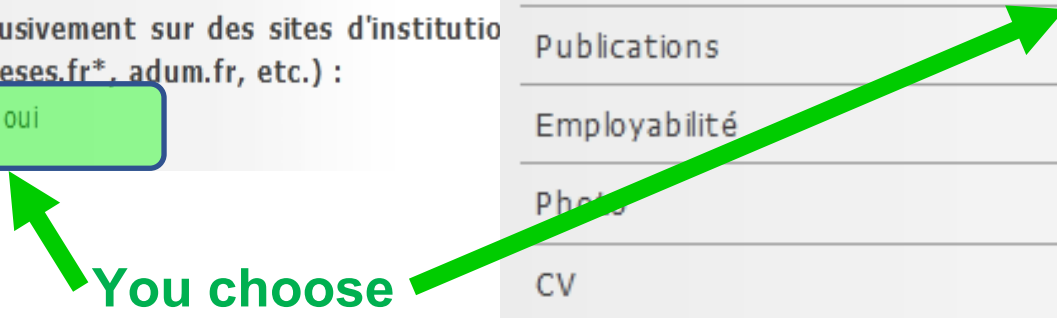 usivement sur des sites d'institutio
eses.fr*, adum.fr, etc.) :
oui
You choose
Publications
Employabilité
Photo
CV